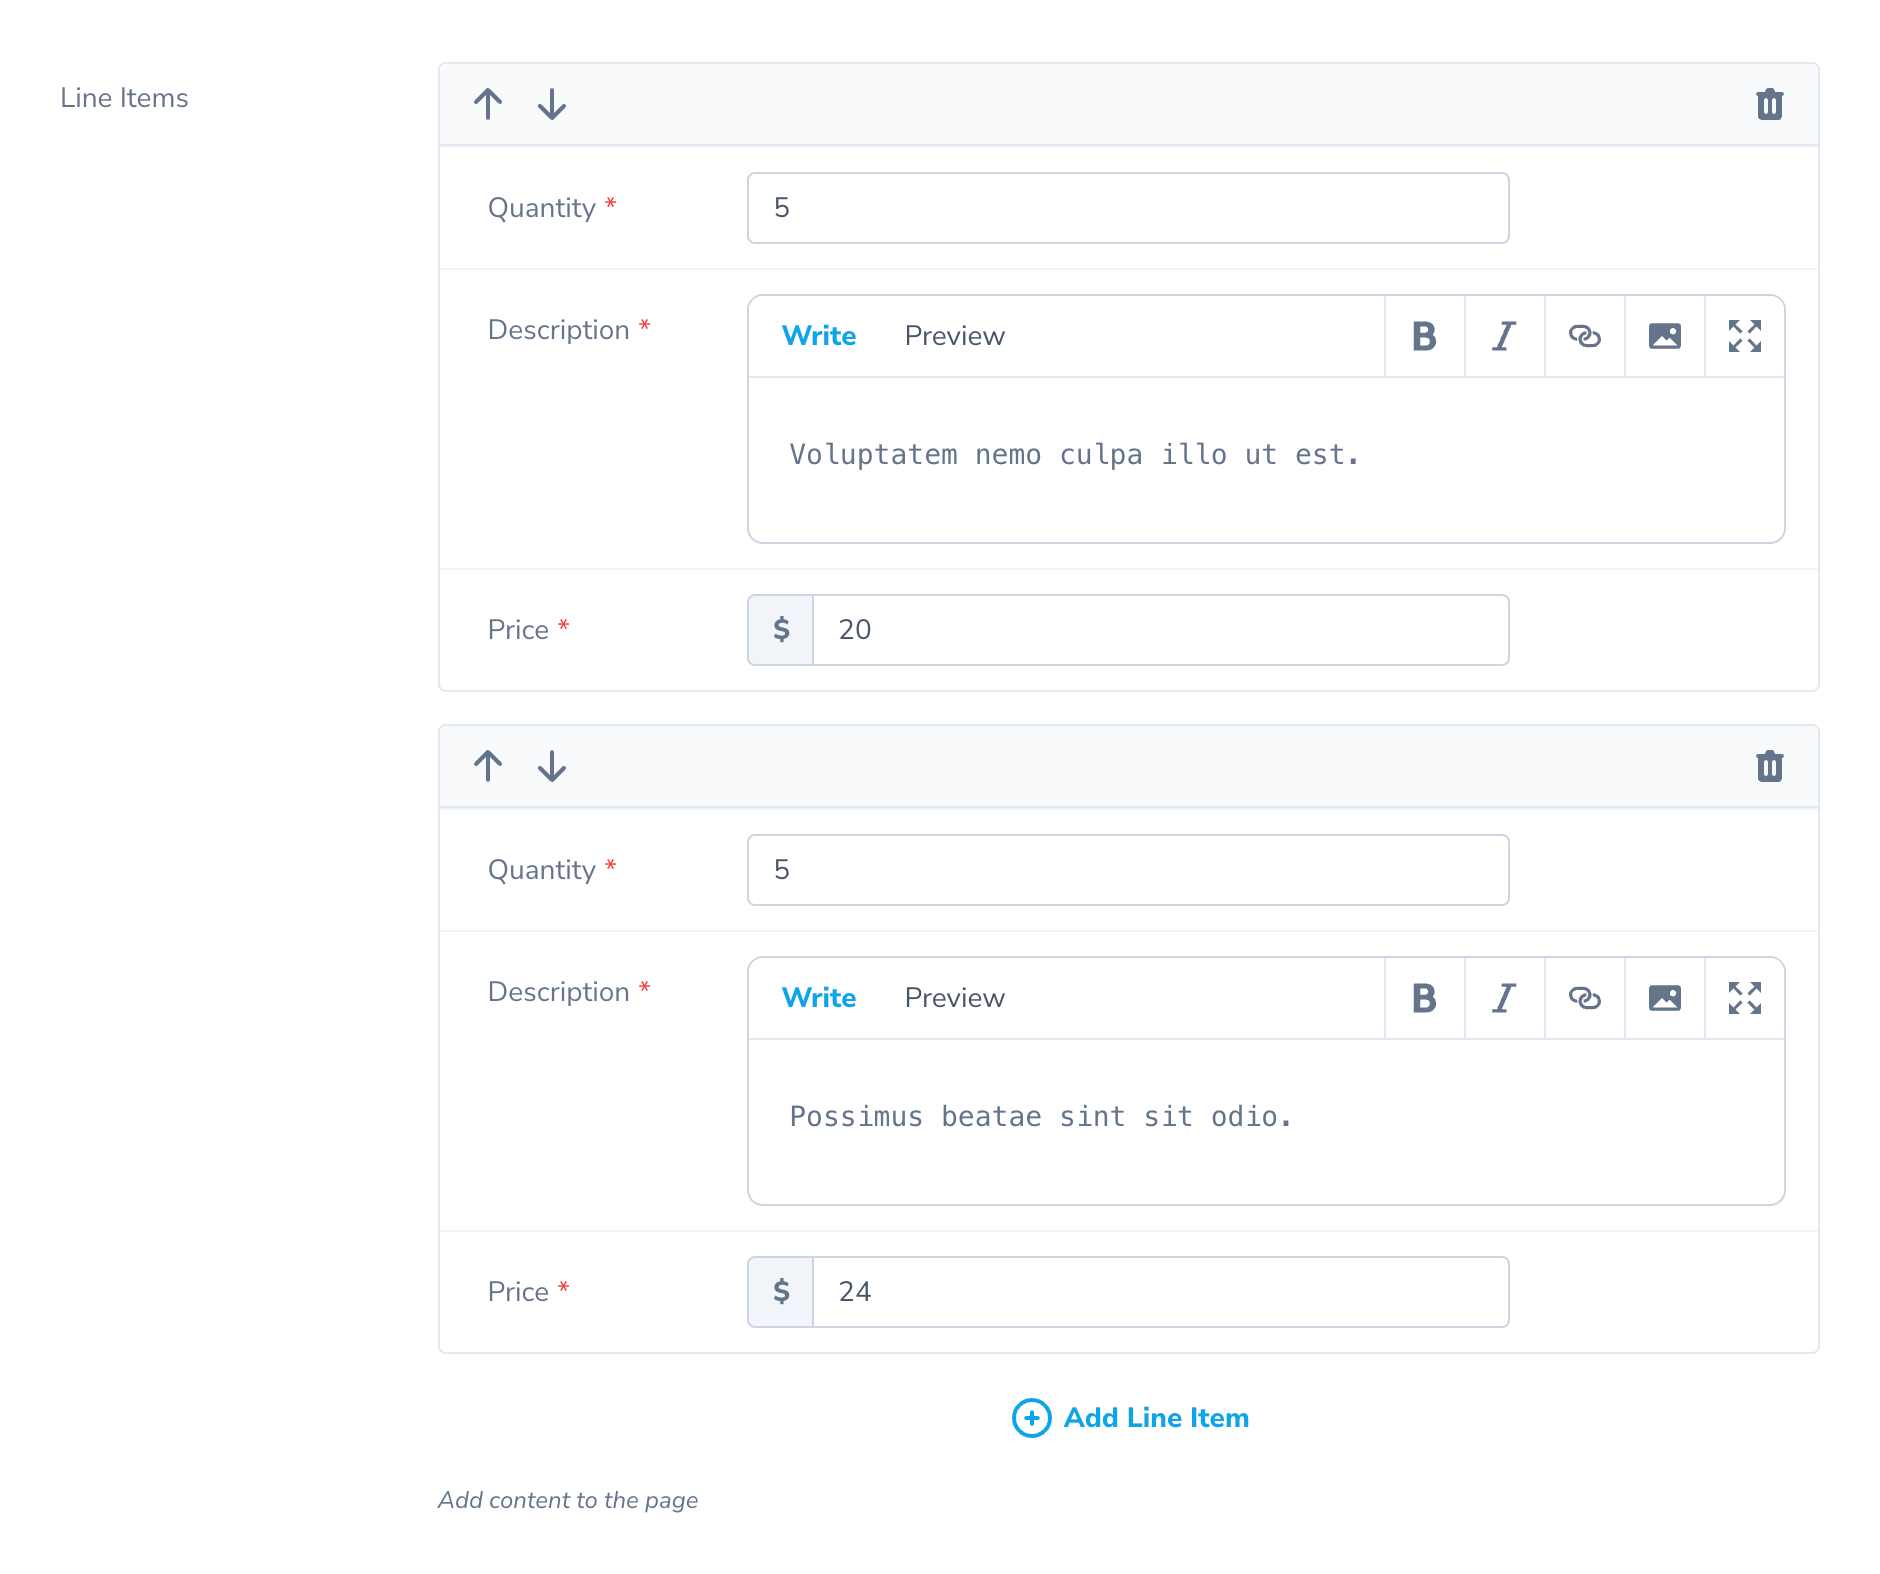 Line Items
Quantity *
5
Description *
Write Preview B I
Voluptatem nemo culpa illo ut est.
Price *
$ 20
Quantity *
5
Description *
Write Preview B I
Possimus beatae sint sit odio.
Price *
$ 24
Add Line Item
Add content to the page